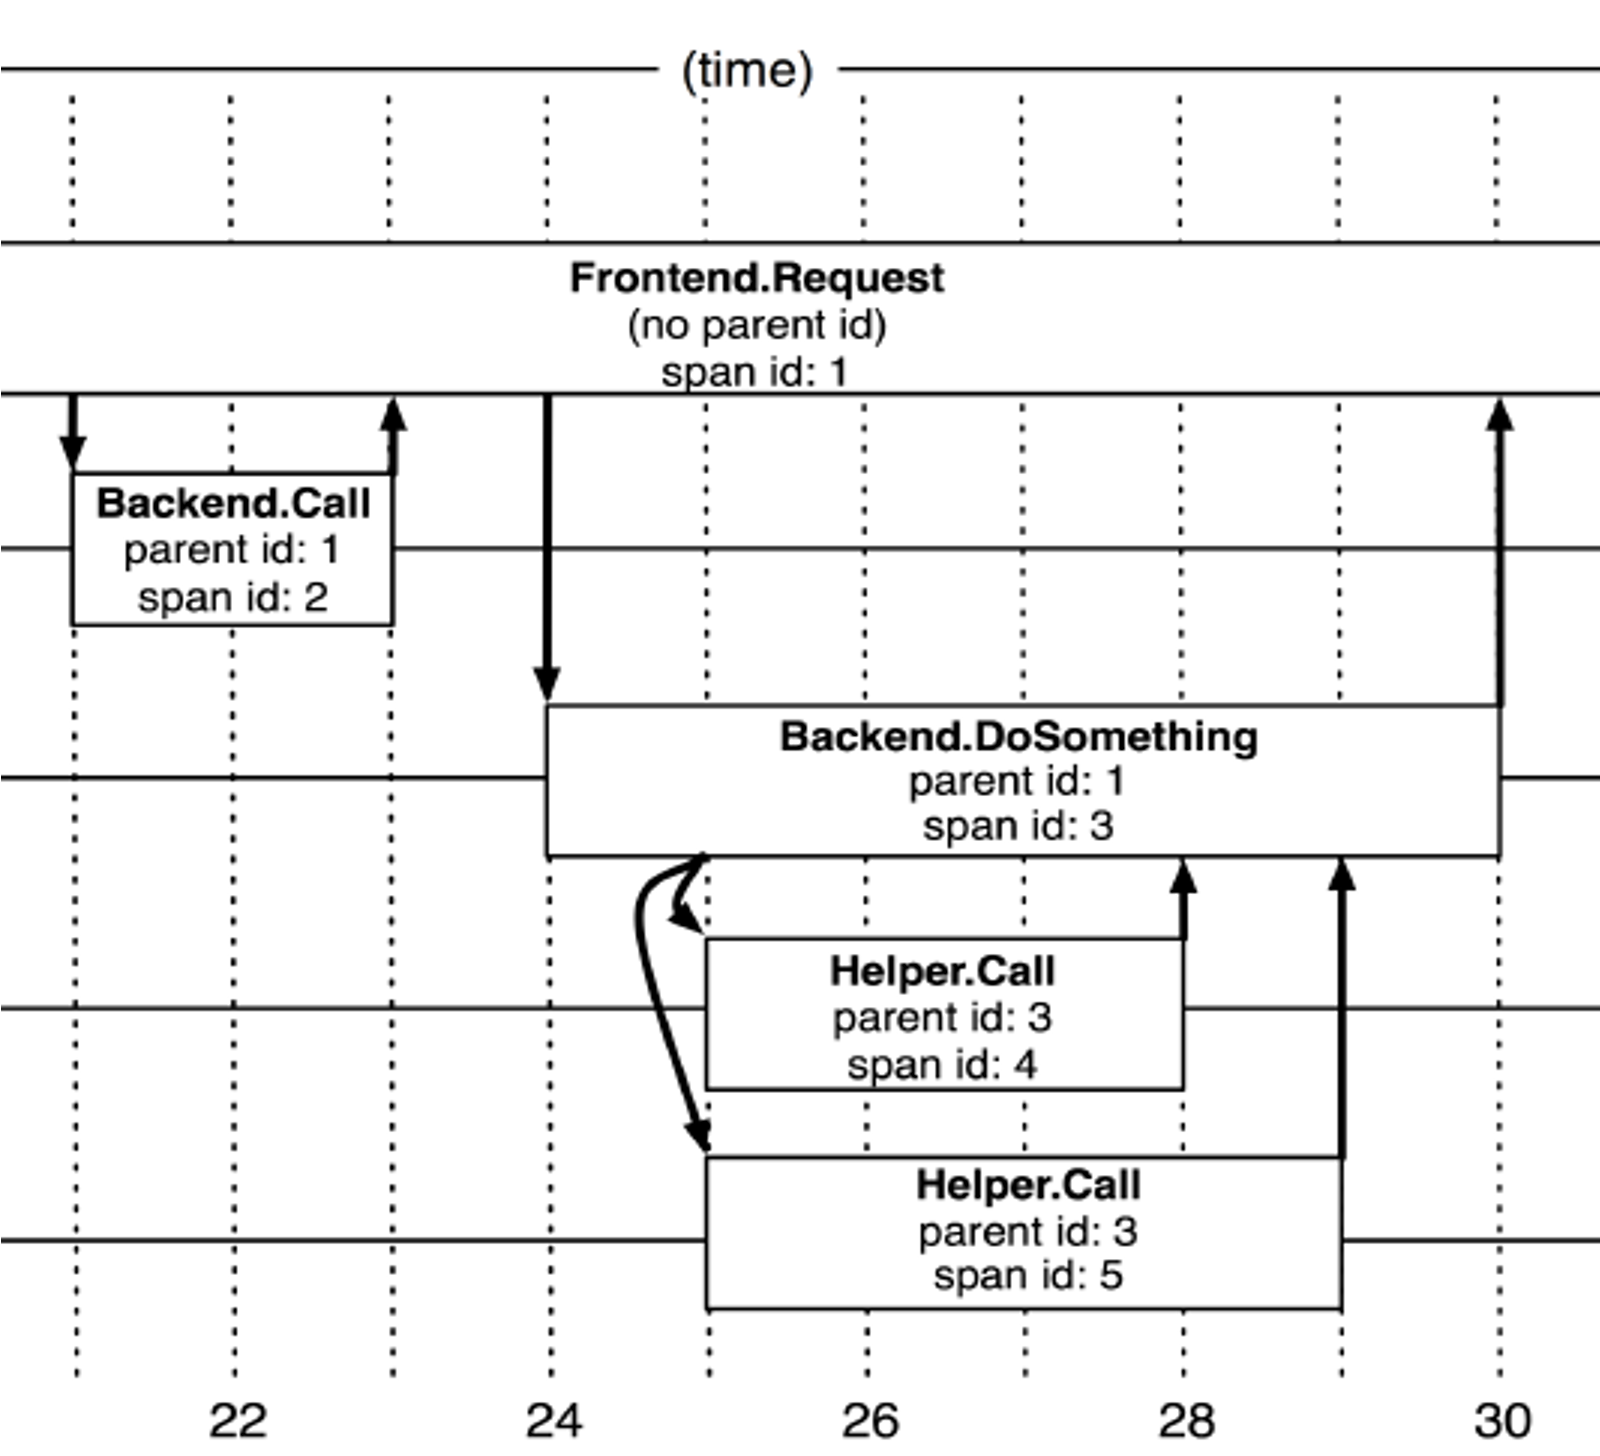 (time)
Frontend.Request
(no parent id)
span id: 1
Backend.Call
parent id: 1
span id: 2
Backend.DoSomething
parent id: 1
span id: 3
Helper.Call
parent id: 3
span id: 4
Helper.Call
parent id: 3
span id: 5
22 24 26 28 30